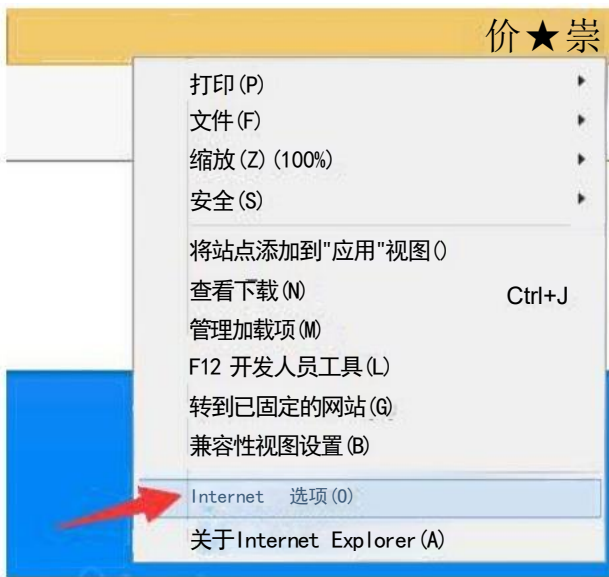 价★崇
打印(P)
文件(F)
缩放(Z)(100%)
安全(S)
将站点添加到"应用"视图()
查看下载(N) Ctrl+J
管理加载项(M)
F12 开发人员工具(L)
转到已固定的网站(G)
兼容性视图设置(B)
Internet 选项(O)
关于Internet Explorer(A)